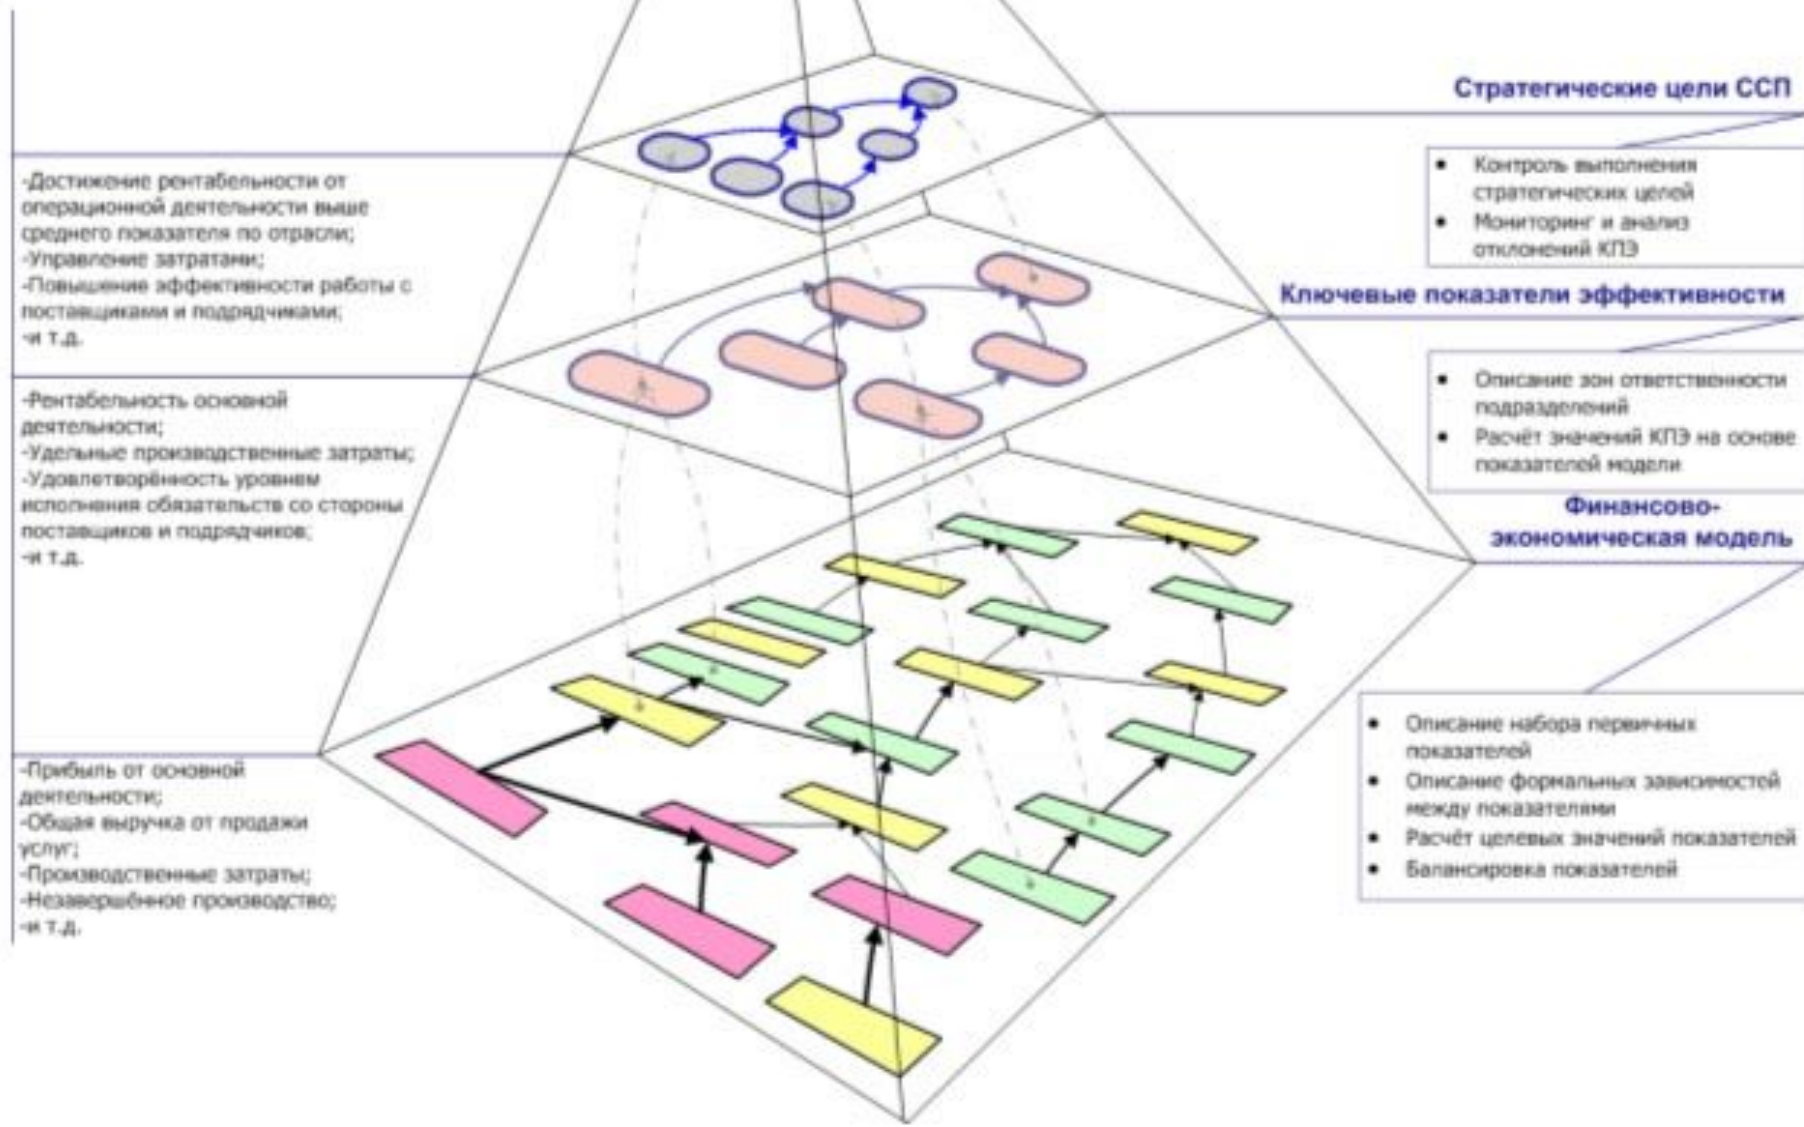 Стратегические цели ССП
• Контроль выполнения
стратегических целей
• Мониторинг и анализ
отклонений КПЭ
-Достижение рентабельности от
операционной деятельности выше
среднего показателя по отрасли;
-Управление затратами;
-Повышение эффективности работы с
поставщиками и подрядчиками;
-и т.д.
Ключевые показатели эффективности
• Описание зон ответственности
подразделений
• Расчёт значений КПЭ на основе
показателей модели
-Рентабельность основной
деятельности;
-Удельные производственные затраты;
-Удовлетворённость уровнем
исполнения обязательств со стороны
поставщиков и подрядчиков;
-и т.д.
Финансово-
экономическая модель
• Описание набора первичных
показателей
• Описание формальных зависимостей
между показателями
• Расчёт целевых значений показателей
• Балансировка показателей
-Прибыль от основной
деятельности;
-Общая выручка от продажи
услуг;
-Производственные затраты;
-Незавершённое производство;
-и т.д.